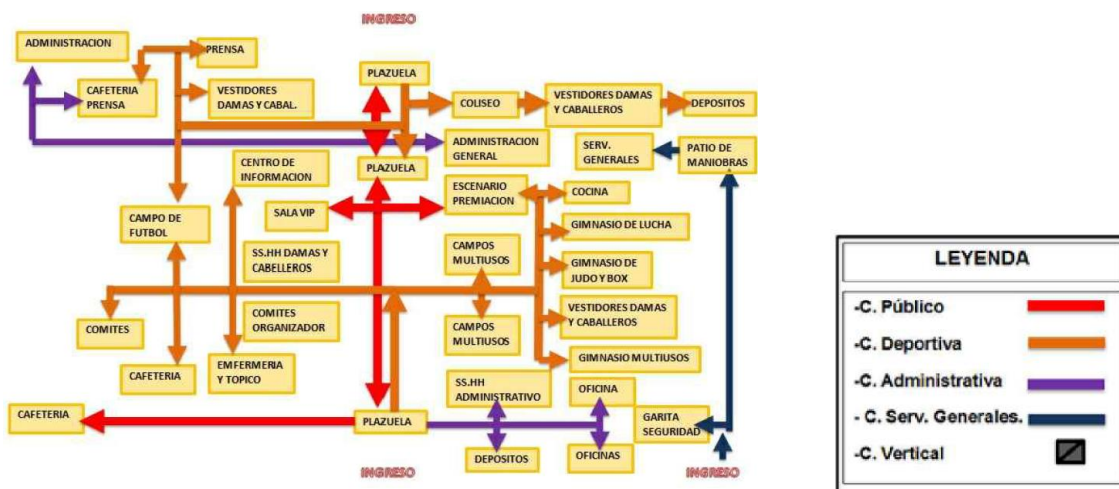 INGRESO
ADMINISTRACION
PRENSA
CAFETERIA
PRENSA
VESTIDORES
DAMAS Y CABAL.
PLAZUELA
COLISEO
VESTIDORES DAMAS
Y CABALLEROS
DEPOSITOS
ADMINISTRACION
GENERAL
SERV.
GENERALES
PATIO DE
MANIOBRAS
CENTRO DE
INFORMACION
PLAZUELA
ESCENARIO
PREMIACION
COCINA
SALA VIP
CAMPO DE
FUTBOL
GIMNASIO DE LUCHA
SS.HH DAMAS Y
CABELLEROS
CAMPOS
MULTIUSOS
GIMNASIO DE
JUDO Y BOX
COMITES
COMITES
ORGANIZADOR
CAMPOS
MULTIUSOS
VESTIDORES DAMAS
Y CABALLEROS
CAFETERIA
EMFERMERIA
Y TOPICO
GIMNASIO MULTIUSOS
SS.HH
ADMINISTRATIVO
OFICINA
CAFETERIA
PLAZUELA
GARITA
SEGURIDAD
DEPOSITOS
OFICINAS
INGRESO
INGRESO
LEYENDA
-C. Público
-C. Deportiva
-C. Administrativa
- C. Serv. Generales.
-C. Vertical